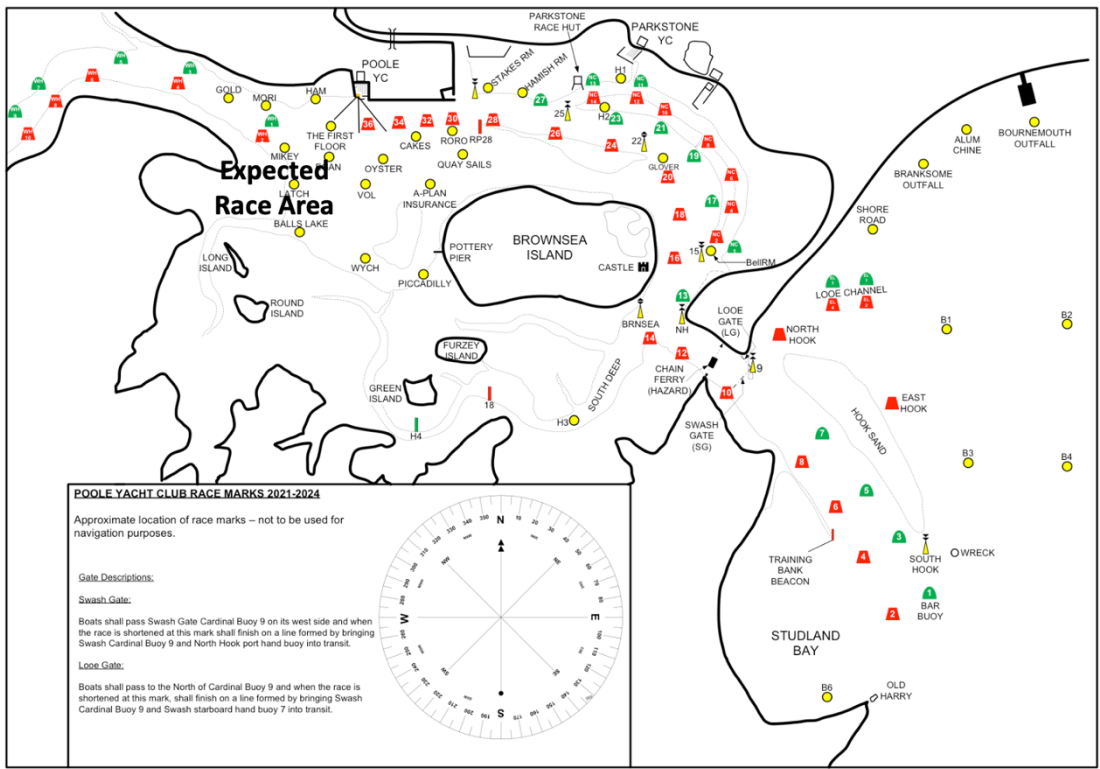 PARKSTONE
RACE HUT
PARKSTONE
YC
POOLE
YC
STAKES RM
HAMISH RM
H1
GOLD
MORI
HAM
27
25
H2
23
THE FIRST
FLOOR
36
34
32
30
28
RORO
RP28
CAKES
26
24
22
21
GLOVER
19
20
MIKEY
Expected
Race Area
OYSTER
QUAY SAILS
LATCH
VOL
A-PLAN
INSURANCE
BALLS LAKE
17
18
16
15
BellRM
LONG
ISLAND
WYCH
POTTERY
PIER
BROWNSEA
ISLAND
CASTLE
PICCADILLY
ROUND
ISLAND
13
BRNSEA
NH
LOOE
GATE
(LG)
14
12
CHAIN
FERRY
(HAZARD)
9
10
FURZEY
ISLAND
GREEN
ISLAND
18
H4
H3
SOUTH DEEP
SWASH
GATE
(SG)
ALUM
CHINE
BOURNEMOUTH
OUTFALL
BRANKSOME
OUTFALL
SHORE
ROAD
LOOE CHANNEL
NORTH
HOOK
B1
B2
EAST
HOOK
HOOK SAND
7
8
B3
B4
5
6
3
TRAINING
BANK
BEACON
4
SOUTH
HOOK
WRECK
1
BAR
BUOY
2
STUDLAND
BAY
B6
OLD
HARRY
POOLE YACHT CLUB RACE MARKS 2021-2024
Approximate location of race marks – not to be used for
navigation purposes.
Gate Descriptions:
Swash Gate:
Boats shall pass Swash Gate Cardinal Buoy 9 on its west side and when
the race is shortened at this mark shall finish on a line formed by bringing
Swash Cardinal Buoy 9 and North Hook port hand buoy into transit.
Looe Gate:
Boats shall pass to the North of Cardinal Buoy 9 and when the race is
shortened at this mark, shall finish on a line formed by bringing Swash
Cardinal Buoy 9 and Swash starboard hand buoy 7 into transit.
N
NE
E
SE
S
SW
W
NW